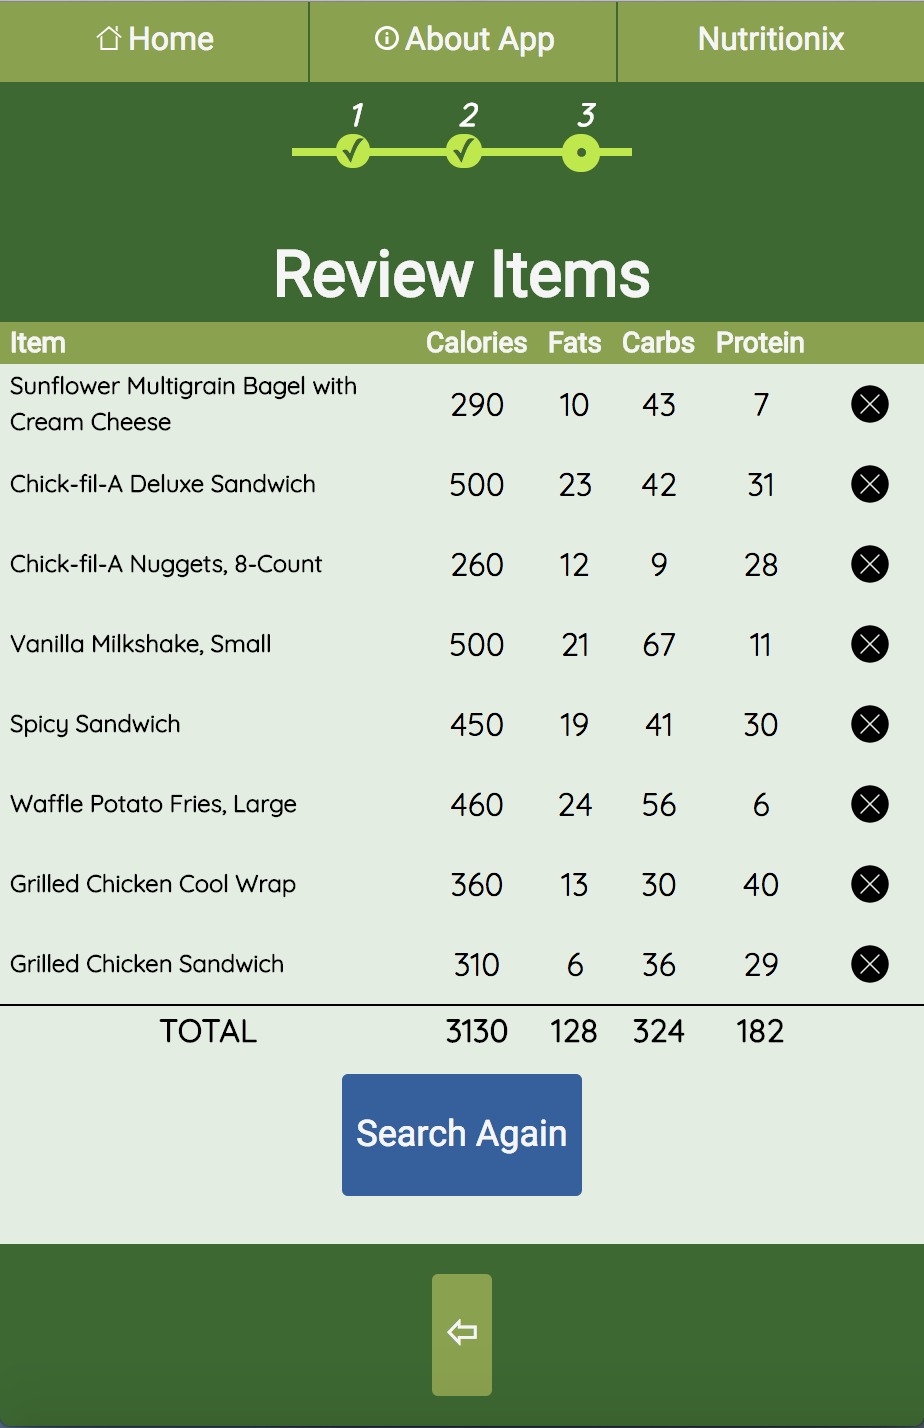 Home About App Nutritionix
1 2 3
Review Items
Item Calories Fats Carbs Protein
Sunflower Multigrain Bagel with
Cream Cheese 290 10 43 7
Chick-fil-A Deluxe Sandwich 500 23 42 31
Chick-fil-A Nuggets, 8-Count 260 12 9 28
Vanilla Milkshake, Small 500 21 67 11
Spicy Sandwich 450 19 41 30
Waffle Potato Fries, Large 460 24 56 6
Grilled Chicken Cool Wrap 360 13 30 40
Grilled Chicken Sandwich 310 6 36 29
TOTAL 3130 128 324 182
Search Again